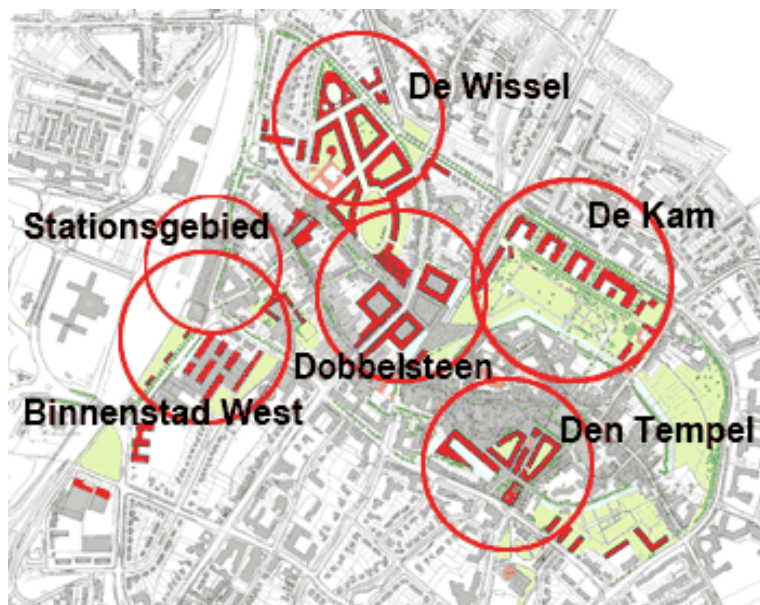 De Wissel
De Kam
Stationsgebied
Dobbelsteen
Binnenstad West
Den Tempel